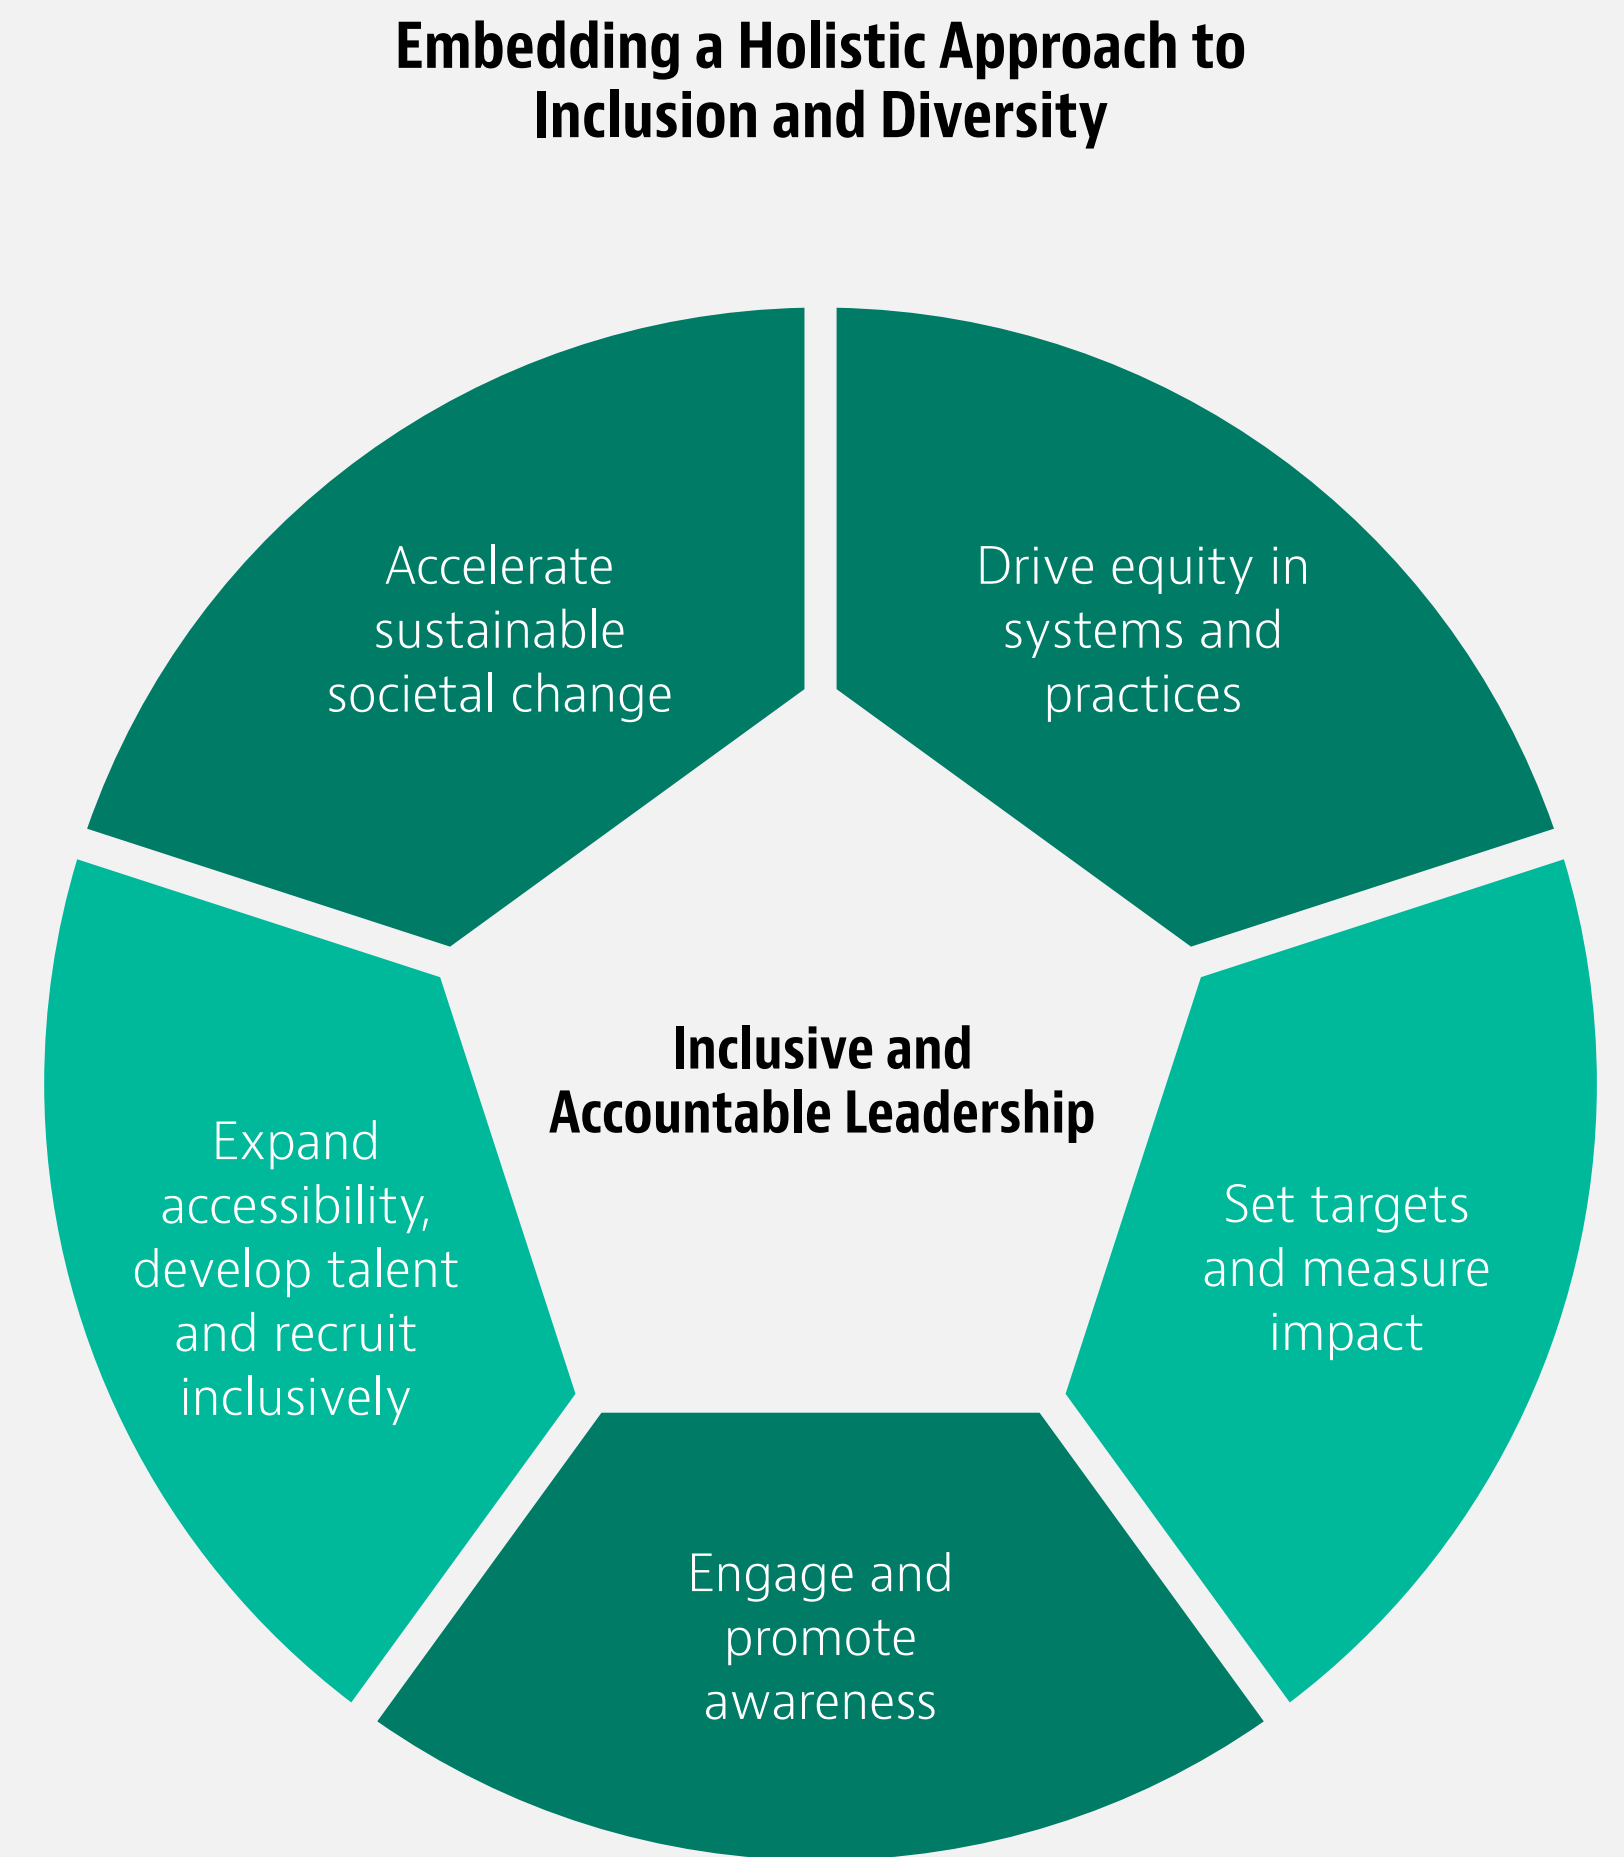 Embedding a Holistic Approach to
Inclusion and Diversity
Accelerate
sustainable
societal change
Drive equity in
systems and
practices
Inclusive and
Accountable Leadership
Expand
accessibility,
develop talent
and recruit
inclusively
Set targets
and measure
impact
Engage and
promote
awareness